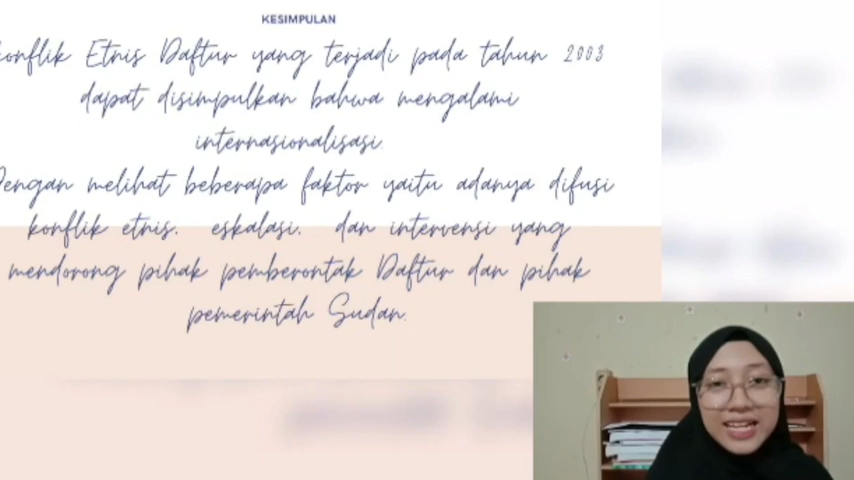 KESIMPULAN
konflik Etnis Daftur yang terjadi pada tahun 2003
dapat disimpulkan bahwa mengalami
internasionalisasi.
Dengan melihat beberapa faktor yaitu adanya difusi
konflik etnis, eskalasi, dan intervensi yang
mendorong pihak pemberontak Daftur dan pihak
pemerintah Sudan.